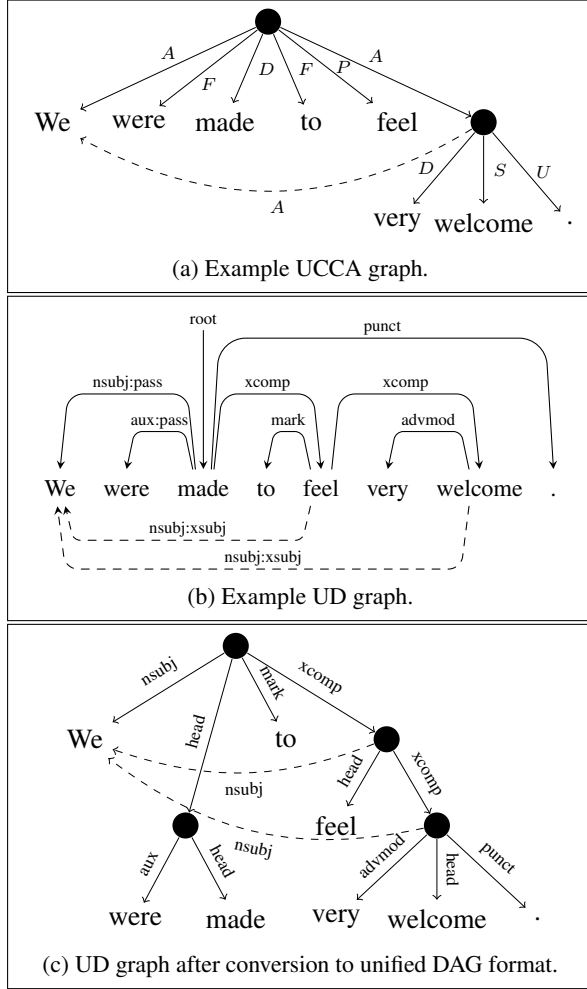 A F D F P A
We were made to feel
A
D S U
very welcome .
(a) Example UCCA graph.
root
punct
nsubj:pass xcomp xcomp
aux:pass mark advmod
We were made to feel very welcome .
nsubj:xsubj
nsubj:xsubj
(b) Example UD graph.
nsubj head mark xcomp
We to
nsubj head xcomp
feel
nsubj
aux head advmod head punct
were made very welcome .
(c) UD graph after conversion to unified DAG format.